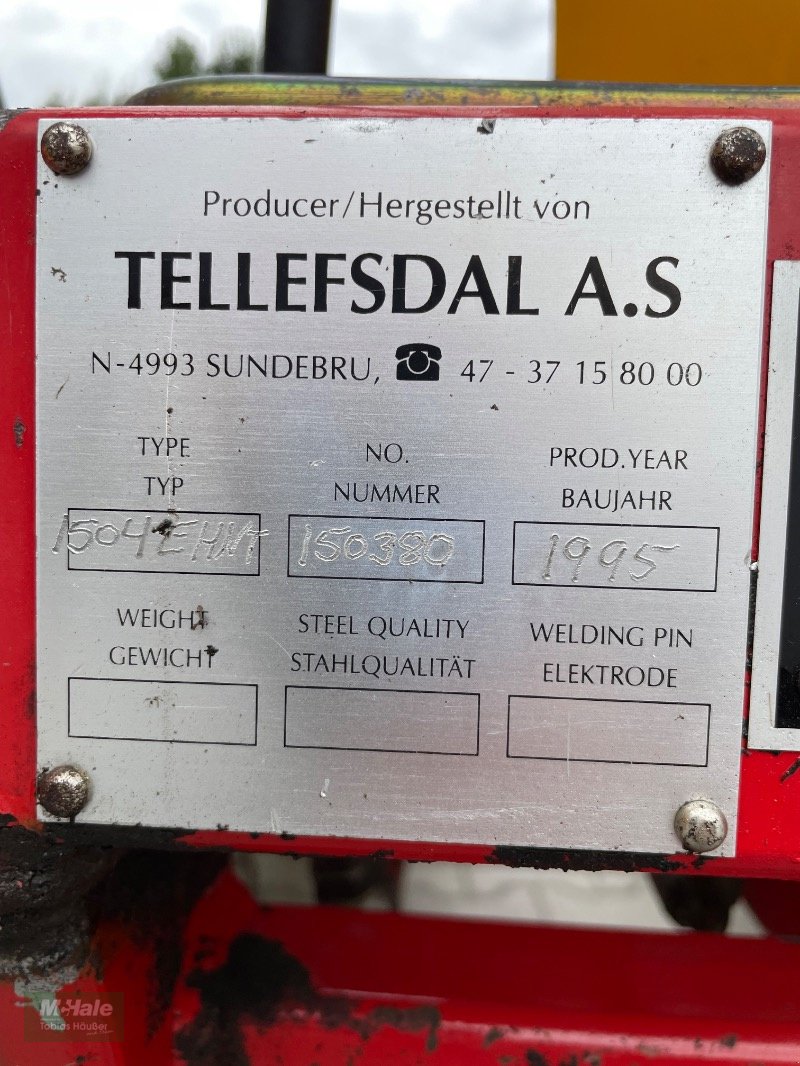 Producer/Hergestellt von
TELLEFSDAL A.S
N-4993 SUNDEBRU, ☎ 47 - 37 15 80 00
TYPE NO. PROD.YEAR
TYP NUMMER BAUJAHR
150380 1995
WEIGHT STEEL QUALITY WELDING PIN
GEWICHT STAHLQUALITÄT ELEKTRODE
McHale
Tobias Häußer